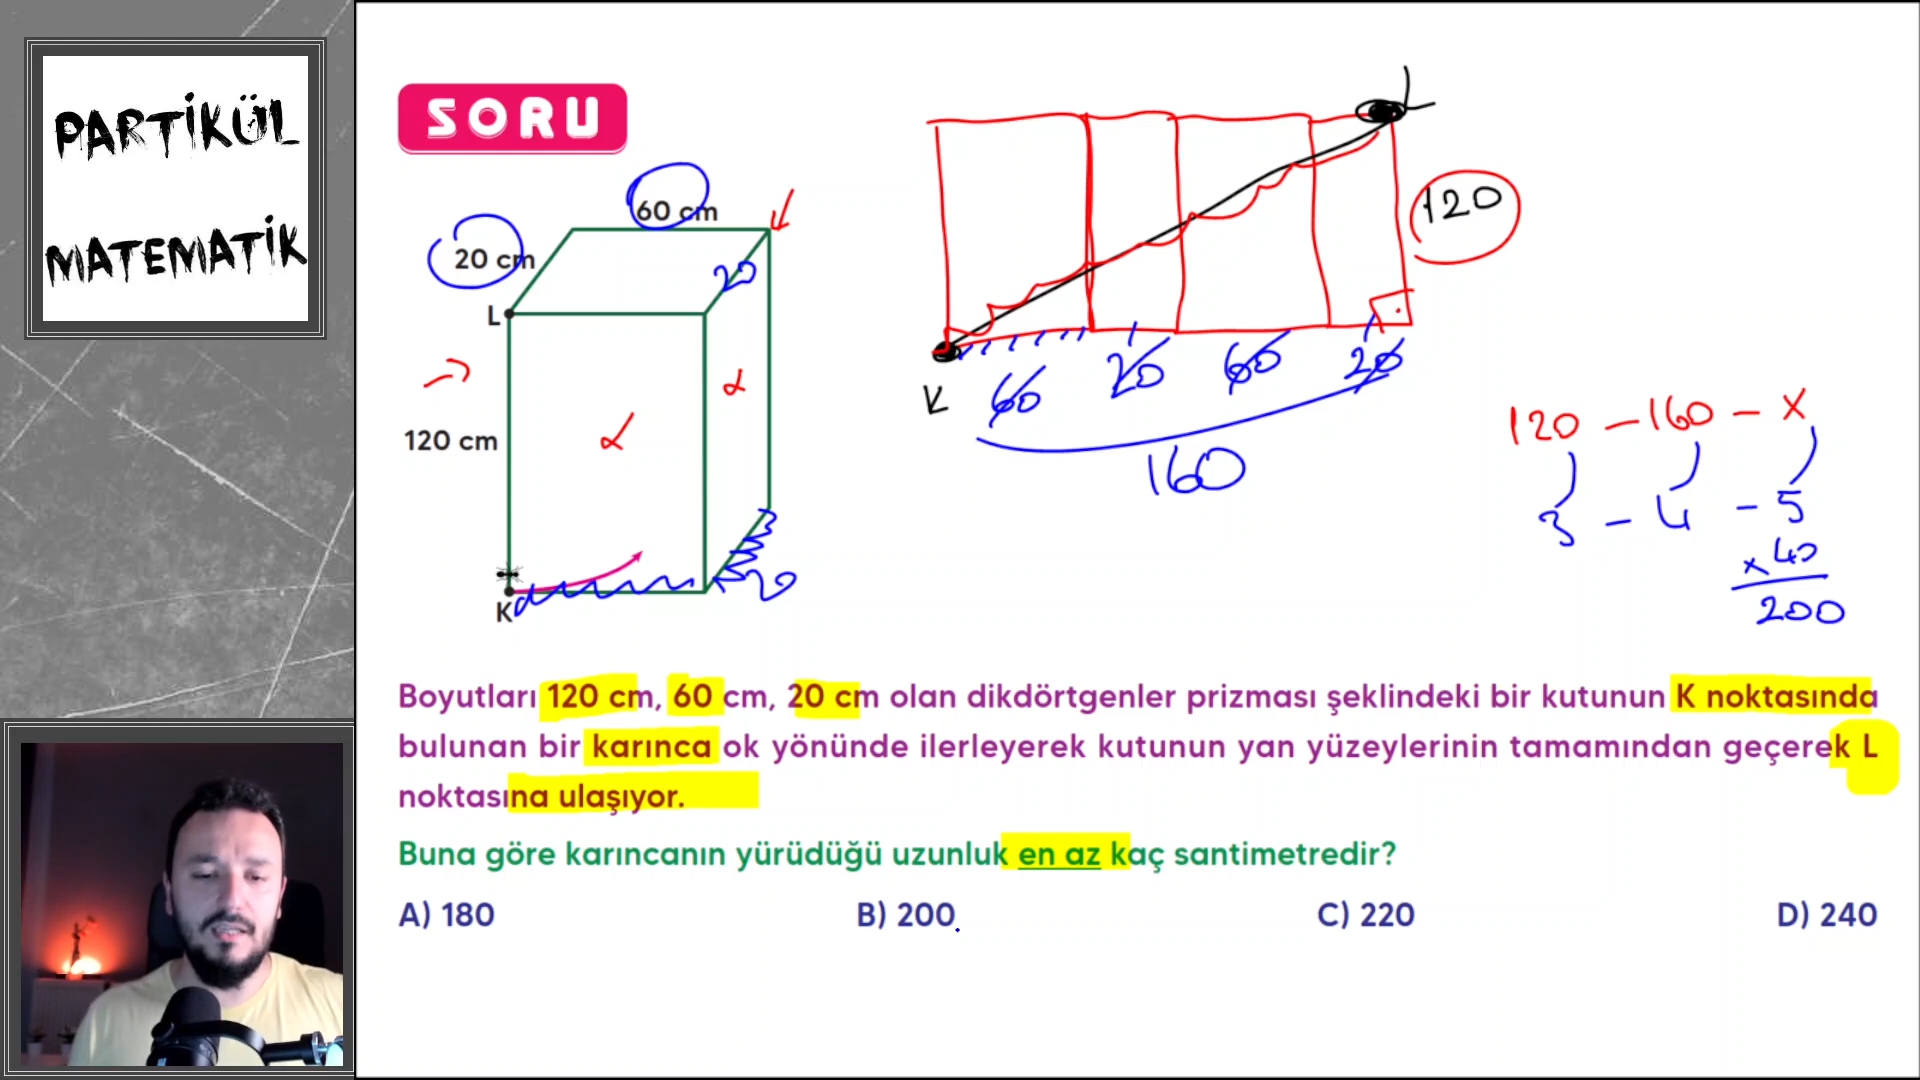 PARTİKÜL
MATEMATİK
SORU
60 cm
20 cm
20
L
120 cm
α
α
K
20
L
120
K
60 20 60 20
160
120 - 160 - x
3 - 4 - 5
x 40
200
Boyutları 120 cm, 60 cm, 20 cm olan dikdörtgenler prizması şeklindeki bir kutunun K noktasında
bulunan bir karınca ok yönünde ilerleyerek kutunun yan yüzeylerinin tamamından geçerek L
noktasına ulaşıyor.
Buna göre karıncanın yürüdüğü uzunluk en az kaç santimetredir?
A) 180 B) 200 C) 220 D) 240